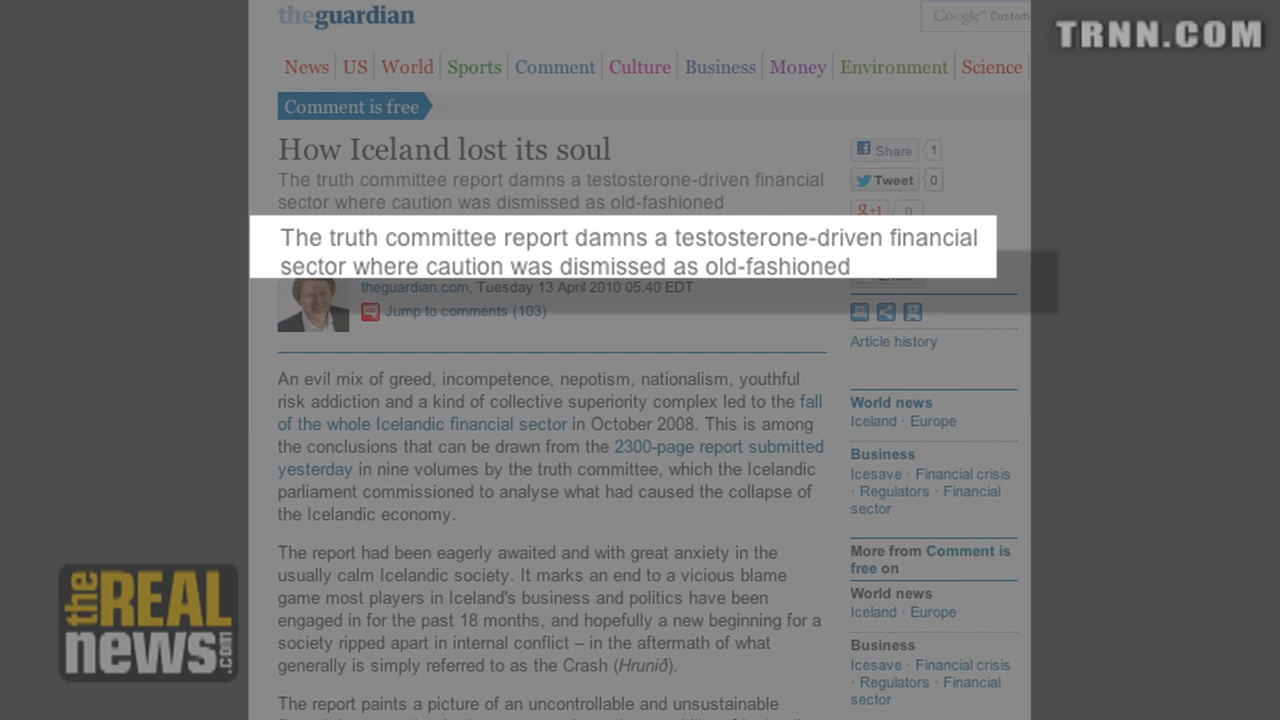 theguardian
Google™ Custom
TRNN.COM
News US World Sports Comment Culture Business Money Environment Science
Comment is free
How Iceland lost its soul
The truth committee report damns a testosterone-driven financial
sector where caution was dismissed as old-fashioned
Share 1
Tweet 0
g+1 0
The truth committee report damns a testosterone-driven financial
sector where caution was dismissed as old-fashioned
theguardian.com, Tuesday 13 April 2010 05.40 EDT
Jump to comments (103)
Article history
An evil mix of greed, incompetence, nepotism, nationalism, youthful
risk addiction and a kind of collective superiority complex led to the fall
of the whole Icelandic financial sector in October 2008. This is among
the conclusions that can be drawn from the 2300-page report submitted
yesterday in nine volumes by the truth committee, which the Icelandic
parliament commissioned to analyse what had caused the collapse of
the Icelandic economy.
The report had been eagerly awaited and with great anxiety in the
usually calm Icelandic society. It marks an end to a vicious blame
game most players in Iceland's business and politics have been
engaged in for the past 18 months, and hopefully a new beginning for a
society ripped apart in internal conflict – in the aftermath of what
generally is simply referred to as the Crash (Hrunið).
The report paints a picture of an uncontrollable and unsustainable
World news
Iceland · Europe
Business
Icesave · Financial crisis
· Regulators · Financial
sector
More from Comment is
free on
World news
Iceland · Europe
Business
Icesave · Financial crisis
· Regulators · Financial
sector
the REAL
news.com